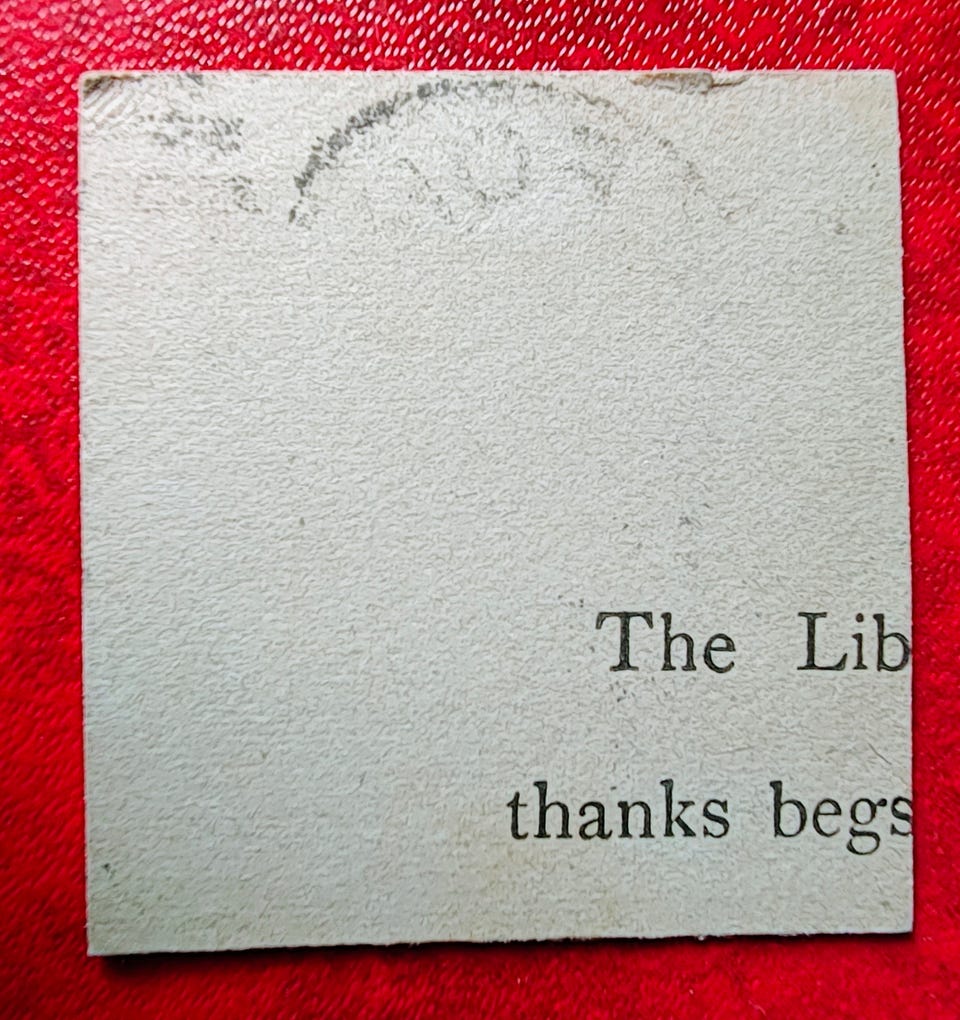 The Lib
thanks begs